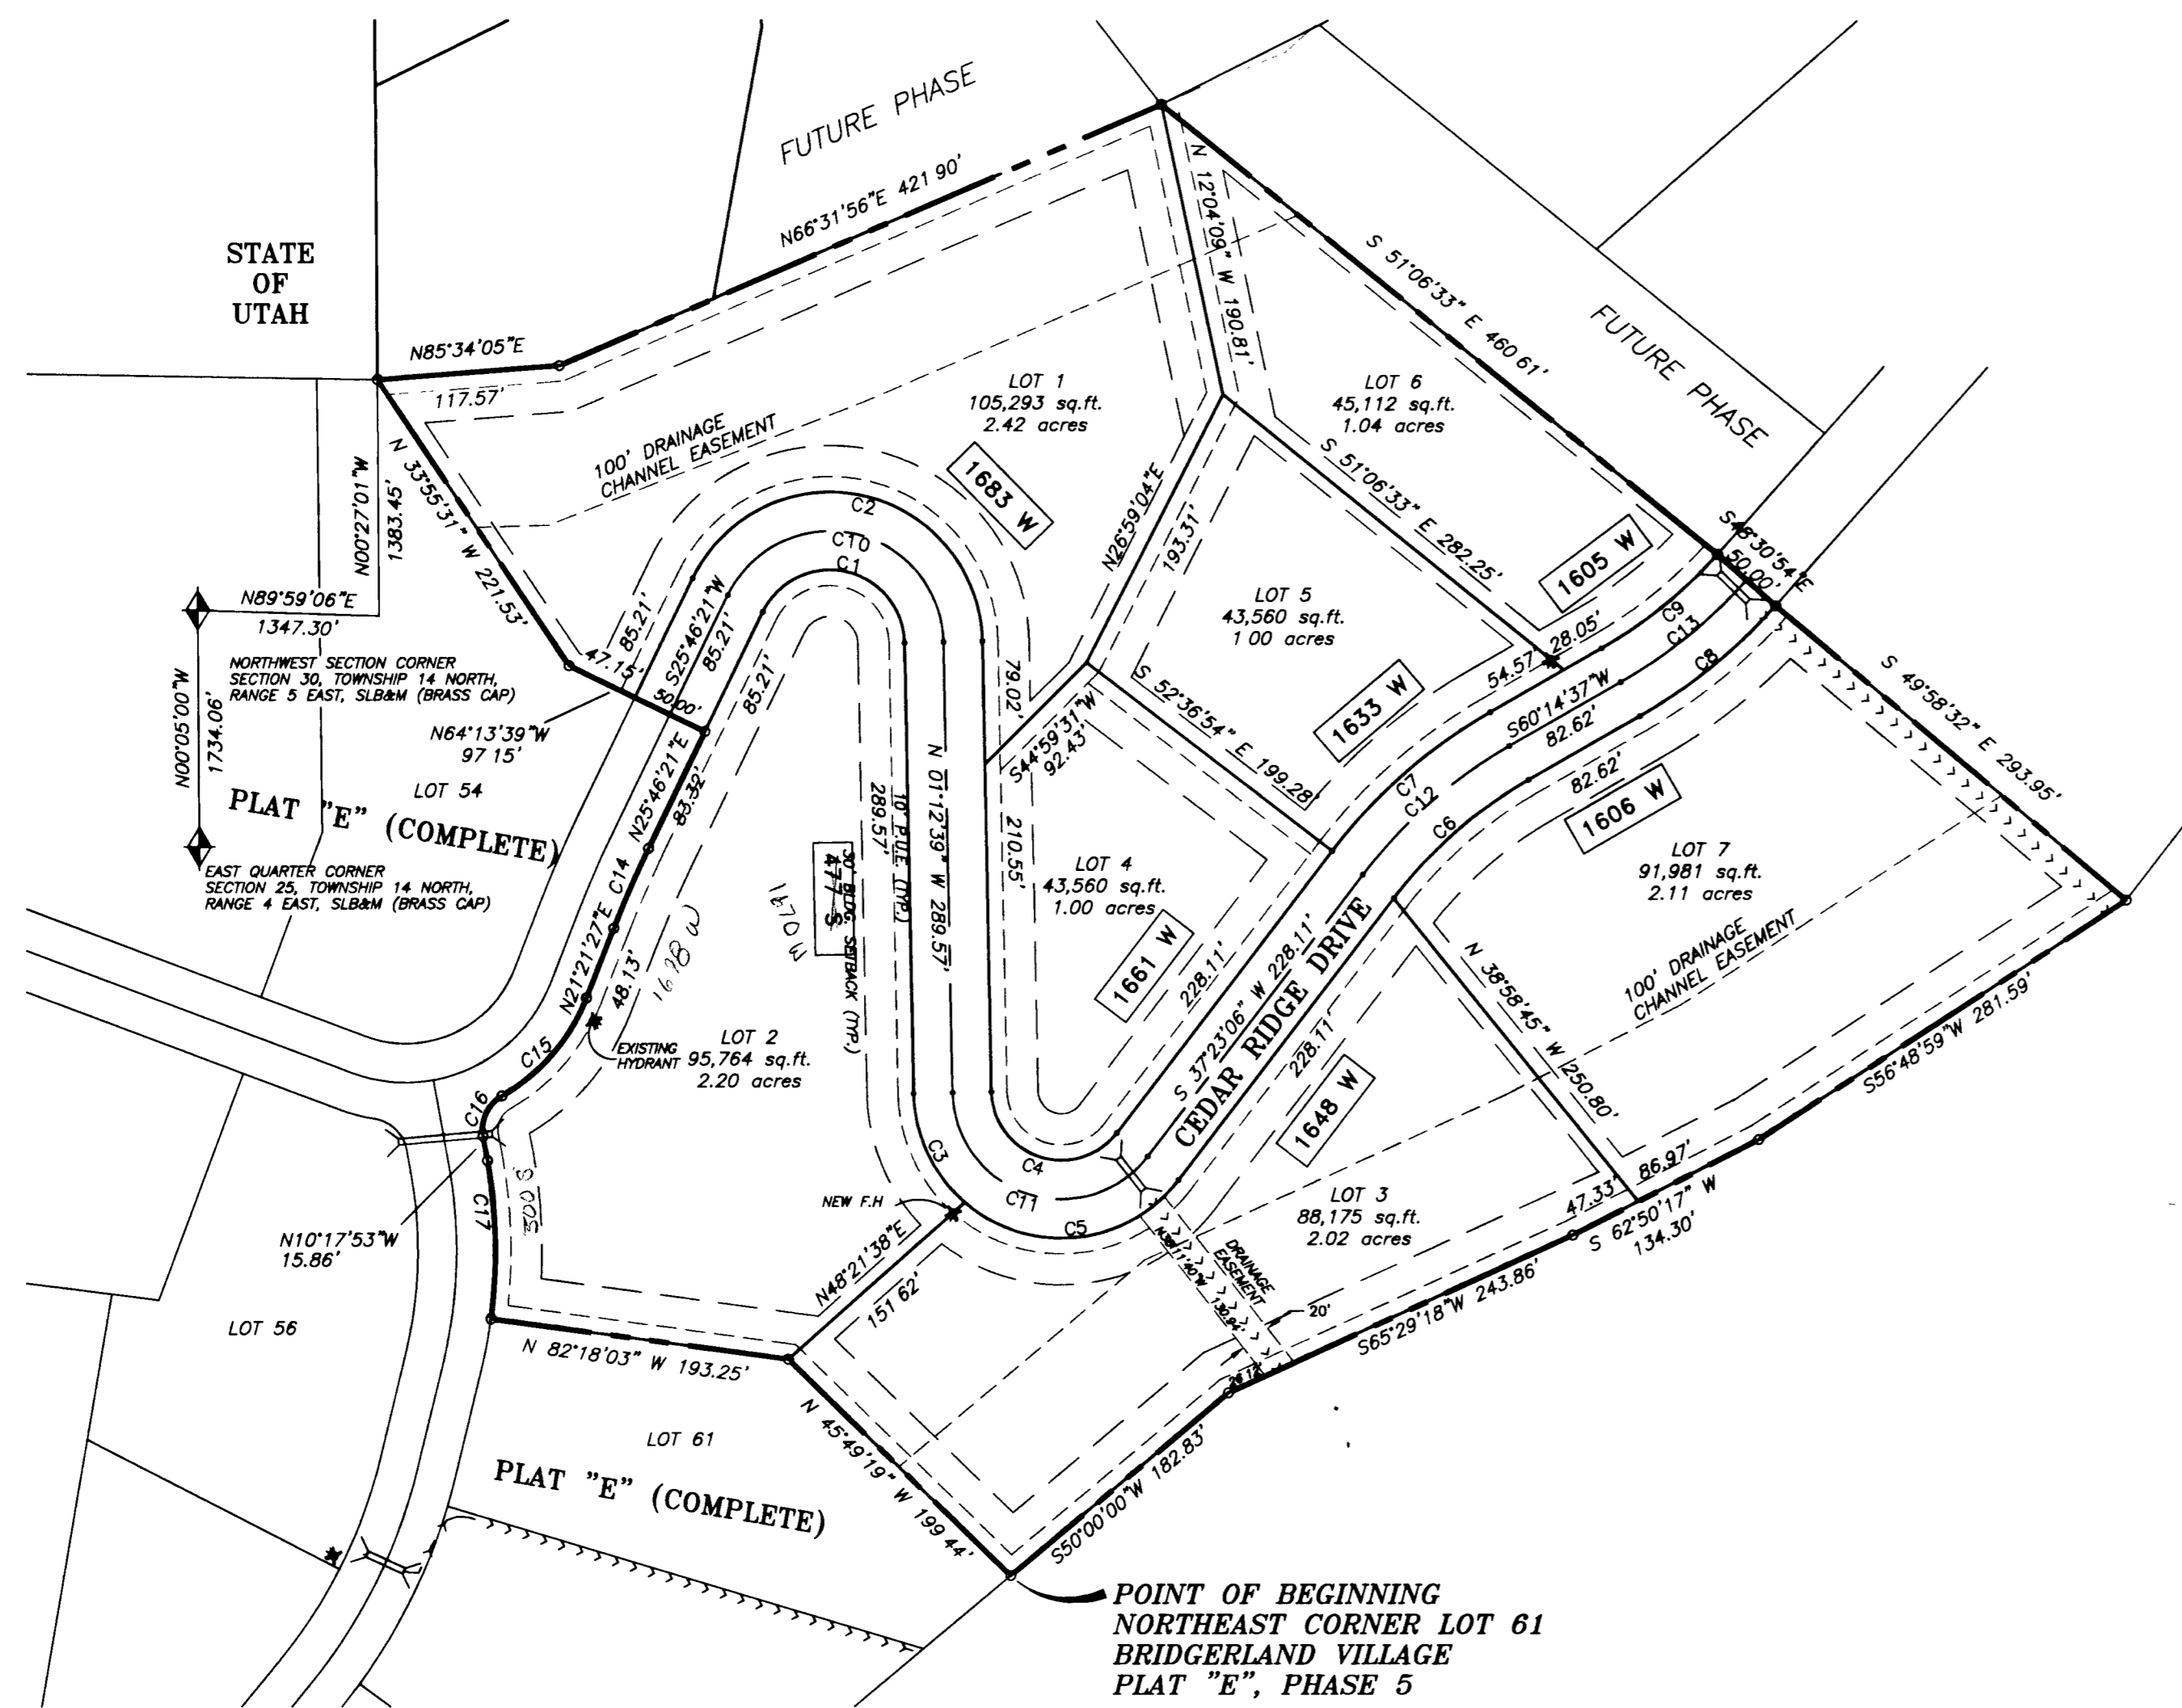 FUTURE PHASE
N66°31'56"E 421 90'
STATE
OF
UTAH
N85°34'05"E
117.57'
N 12°04'09" W 190.81'
S 51°06'33" E 460 61'
FUTURE PHASE
LOT 1
105,293 sq.ft.
2.42 acres
LOT 6
45,112 sq.ft.
1.04 acres
100' DRAINAGE
CHANNEL EASEMENT
1683 W
N 33°55'31" W 221.53'
N00°27'01"W
1383.45'
N89°59'06"E
1347.30'
C2
C10
C1
N26°59'04"E
193.31'
S 51°06'33" E 282.25'
1605 W
S48°30'54"E
50.00'
LOT 5
43,560 sq.ft.
1 00 acres
28.05'
54.57'
C9
C13
C8
NORTHWEST SECTION CORNER
SECTION 30, TOWNSHIP 14 NORTH,
RANGE 5 EAST, SLB&M (BRASS CAP)
N00°05'00"W
1734.06'
85.21'
S25°46'21"W
85.21'
85.21'
47.15'
50.00'
N64°13'39"W
97 15'
79.02'
S44°59'31"W
92.43'
S 52°36'54" E 199.28'
1633 W
S60°14'37"W
82.62'
82.62'
S 49°58'32" E 293.95'
LOT 54
PLAT "E" (COMPLETE)
EAST QUARTER CORNER
SECTION 25, TOWNSHIP 14 NORTH,
RANGE 4 EAST, SLB&M (BRASS CAP)
N25°46'21"E
83.32'
C14
N21°21'27"E
48.13'
1678 W
477 S
30' BLDG. SETBACK (TYP.)
289.57'
10' P.U.E. (TYP.)
N 01°12'39" W 289.57'
210.55'
C7
C12
C6
1606 W
LOT 4
43,560 sq.ft.
1.00 acres
LOT 7
91,981 sq.ft.
2.11 acres
1661 W
228.11'
S 37°23'06" W 228.11'
CEDAR RIDGE DRIVE
228.11'
N 38°58'45" W 250.80'
100' DRAINAGE
CHANNEL EASEMENT
C15
C16
EXISTING
HYDRANT
LOT 2
95,764 sq.ft.
2.20 acres
1648 W
S56°48'59"W 281.59'
C3
C4
C11
C5
NEW F.H
500 S
C17
N10°17'53"W
15.86'
LOT 3
88,175 sq.ft.
2.02 acres
47.33'
86.97'
S 62°50'17" W
134.30'
DRAINAGE
EASEMENT
20'
N48°21'38"E
151 62'
S65°29'18"W 243.86'
LOT 56
N 82°18'03" W 193.25'
N 45°49'19" W 199 44'
S50°00'00"W 182.83'
LOT 61
PLAT "E" (COMPLETE)
POINT OF BEGINNING
NORTHEAST CORNER LOT 61
BRIDGERLAND VILLAGE
PLAT "E", PHASE 5